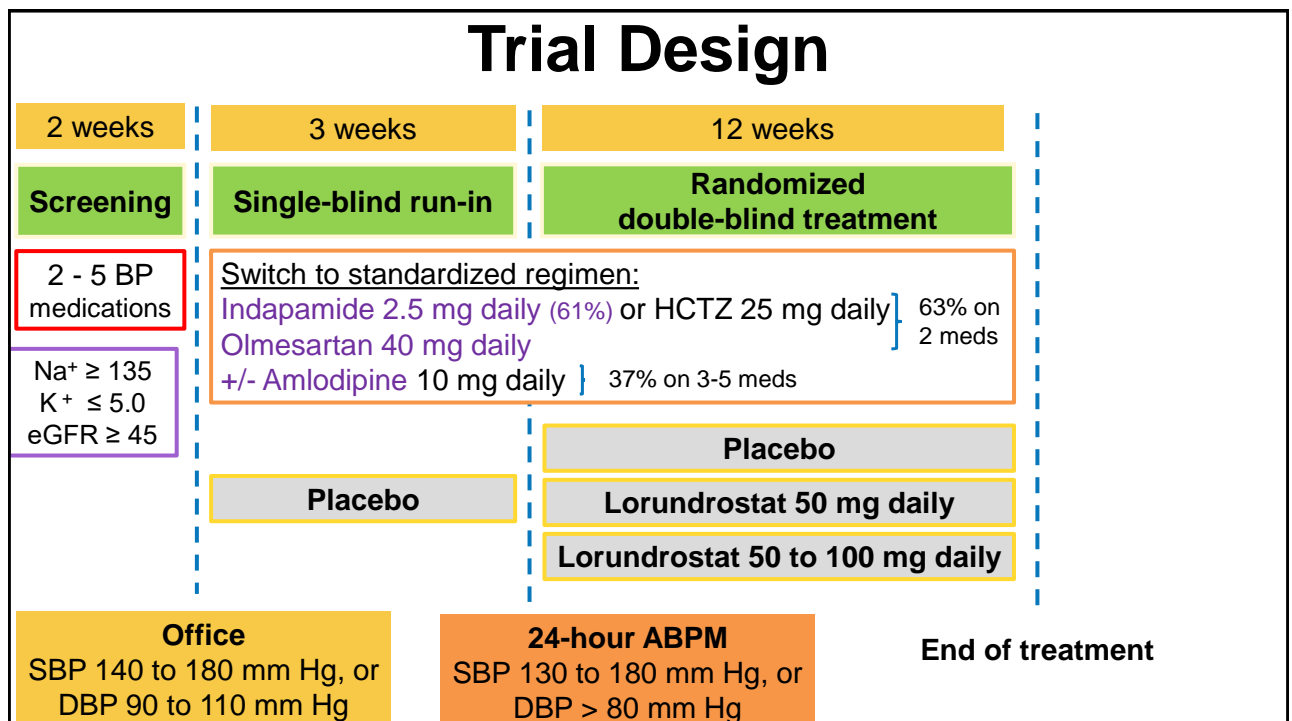 Trial Design
2 weeks
3 weeks
12 weeks
Screening
Single-blind run-in
Randomized
double-blind treatment
2 - 5 BP
medications
Na⁺ ≥ 135
K⁺ ≤ 5.0
eGFR ≥ 45
Switch to standardized regimen:
Indapamide 2.5 mg daily (61%) or HCTZ 25 mg daily
Olmesartan 40 mg daily
+/- Amlodipine 10 mg daily
63% on
2 meds
37% on 3-5 meds
Placebo
Placebo
Lorundrostat 50 mg daily
Lorundrostat 50 to 100 mg daily
Office
SBP 140 to 180 mm Hg, or
DBP 90 to 110 mm Hg
24-hour ABPM
SBP 130 to 180 mm Hg, or
DBP > 80 mm Hg
End of treatment